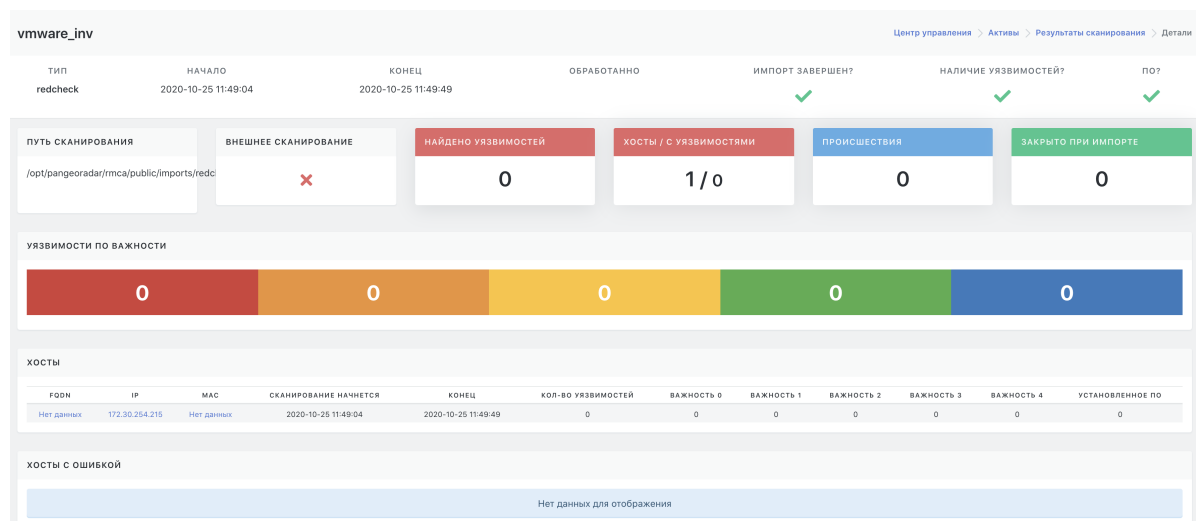 vmware_inv
Центр управления > Активы > Результаты сканирования > Детали
ТИП НАЧАЛО КОНЕЦ ОБРАБОТАННО ИМПОРТ ЗАВЕРШЕН? НАЛИЧИЕ УЯЗВИМОСТЕЙ? ПО?
redcheck 2020-10-25 11:49:04 2020-10-25 11:49:49
ПУТЬ СКАНИРОВАНИЯ ВНЕШНЕЕ СКАНИРОВАНИЕ НАЙДЕНО УЯЗВИМОСТЕЙ ХОСТЫ / С УЯЗВИМОСТЯМИ ПРОИСШЕСТВИЯ ЗАКРЫТО ПРИ ИМПОРТЕ
/opt/pangeoradar/rmca/public/imports/redcl 0 1 / 0 0 0
УЯЗВИМОСТИ ПО ВАЖНОСТИ
0 0 0 0 0
ХОСТЫ
FQDN IP MAC СКАНИРОВАНИЕ НАЧНЕТСЯ КОНЕЦ КОЛ-ВО УЯЗВИМОСТЕЙ ВАЖНОСТЬ 0 ВАЖНОСТЬ 1 ВАЖНОСТЬ 2 ВАЖНОСТЬ 3 ВАЖНОСТЬ 4 УСТАНОВЛЕННОЕ ПО
Нет данных 172.30.254.215 Нет данных 2020-10-25 11:49:04 2020-10-25 11:49:49 0 0 0 0 0 0 0
ХОСТЫ С ОШИБКОЙ
Нет данных для отображения